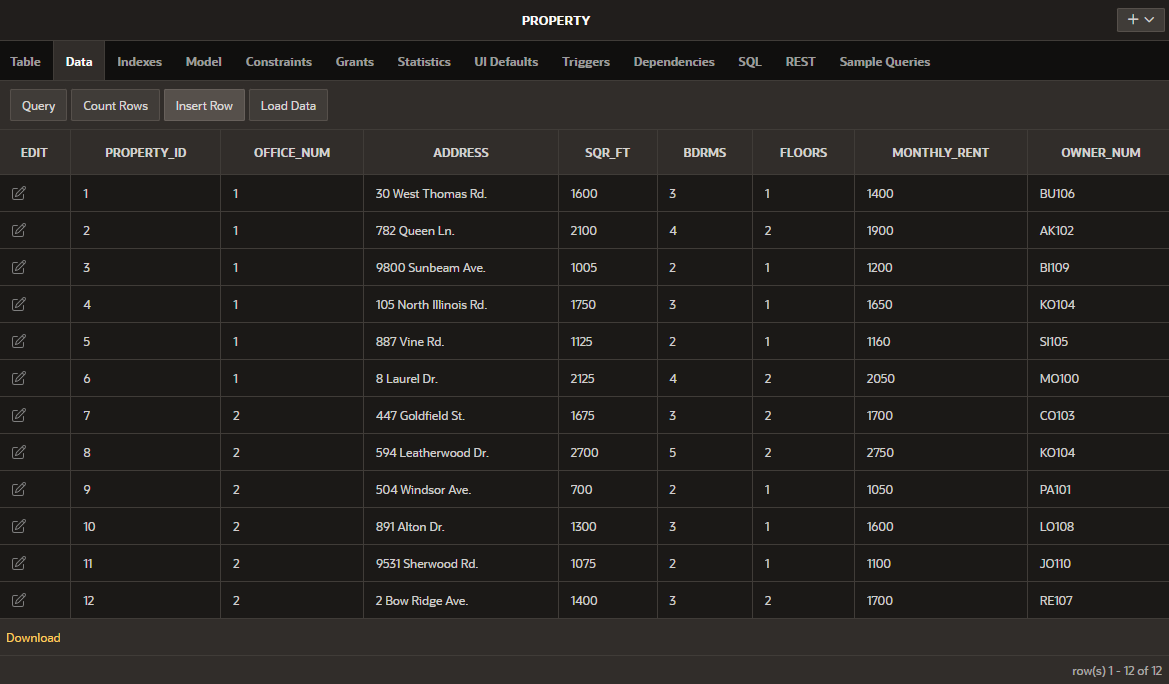 PROPERTY
Table Data Indexes Model Constraints Grants Statistics UI Defaults Triggers Dependencies SQL REST Sample Queries
Query Count Rows Insert Row Load Data
EDIT PROPERTY_ID OFFICE_NUM ADDRESS SQR_FT BDRMS FLOORS MONTHLY_RENT OWNER_NUM
1 1 30 West Thomas Rd. 1600 3 1 1400 BU106
2 1 782 Queen Ln. 2100 4 2 1900 AK102
3 1 9800 Sunbeam Ave. 1005 2 1 1200 BI109
4 1 105 North Illinois Rd. 1750 3 1 1650 KO104
5 1 887 Vine Rd. 1125 2 1 1160 SI105
6 1 8 Laurel Dr. 2125 4 2 2050 MO100
7 2 447 Goldfield St. 1675 3 2 1700 CO103
8 2 594 Leatherwood Dr. 2700 5 2 2750 KO104
9 2 504 Windsor Ave. 700 2 1 1050 PA101
10 2 891 Alton Dr. 1300 3 1 1600 LO108
11 2 9531 Sherwood Rd. 1075 2 1 1100 JO110
12 2 2 Bow Ridge Ave. 1400 3 2 1700 RE107
Download
row(s) 1 - 12 of 12